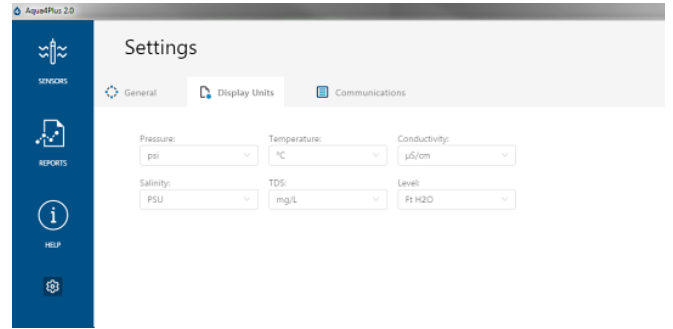 Aqua4Plus 2.0
Settings
SENSORS
General Display Units Communications
Pressure: Temperature: Conductivity:
psi °C µS/cm
REPORTS
Salinity: TDS: Level:
PSU mg/L Ft H2O
i
HELP